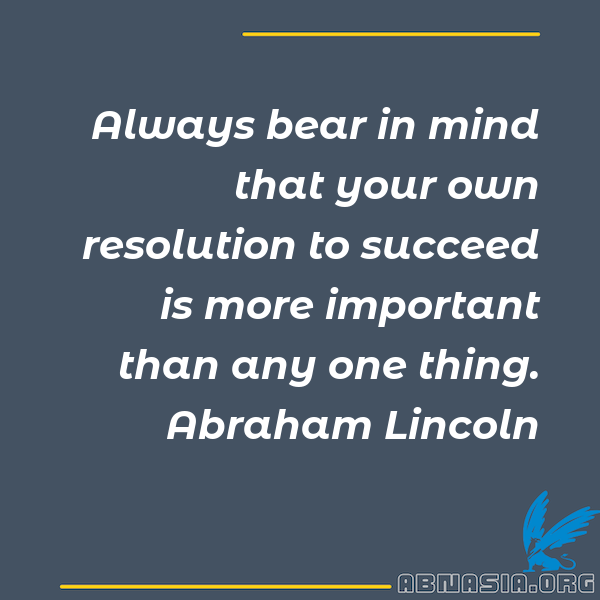 Always bear in mind
that your own
resolution to succeed
is more important
than any one thing.
Abraham Lincoln
ABNASIA.ORG